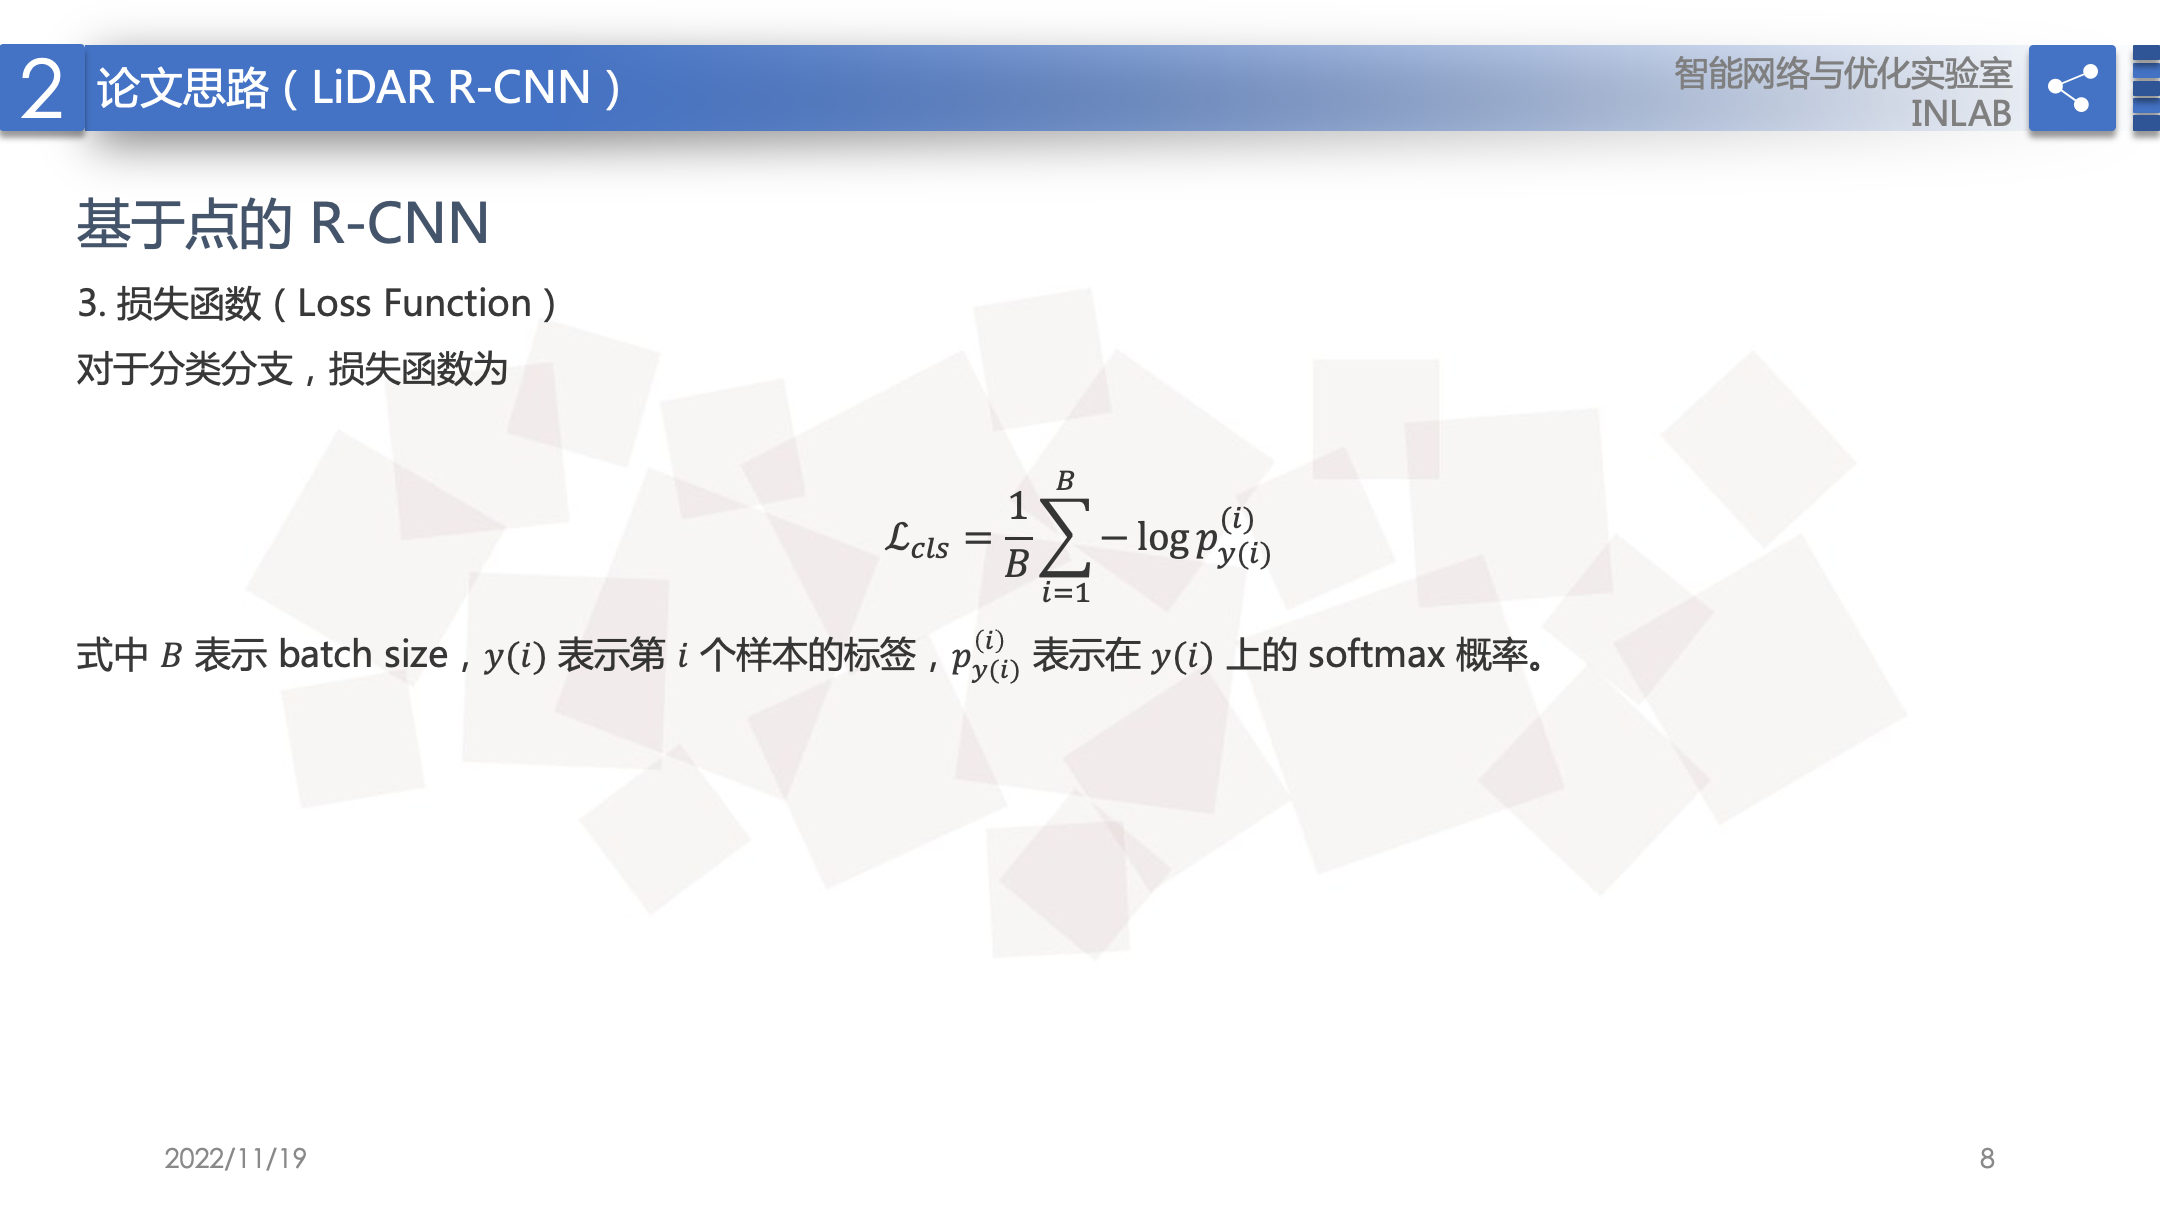 2 论文思路（LiDAR R-CNN）
智能网络与优化实验室
INLAB
基于点的 R-CNN
3. 损失函数（Loss Function）
对于分类分支，损失函数为
$\mathcal{L}_{cls} = \frac{1}{B} \sum_{i=1}^{B} -\log p_{y(i)}^{(i)}$
式中 $B$ 表示 batch size，$y(i)$ 表示第 $i$ 个样本的标签，$p_{y(i)}^{(i)}$ 表示在 $y(i)$ 上的 softmax 概率。
2022/11/19
8